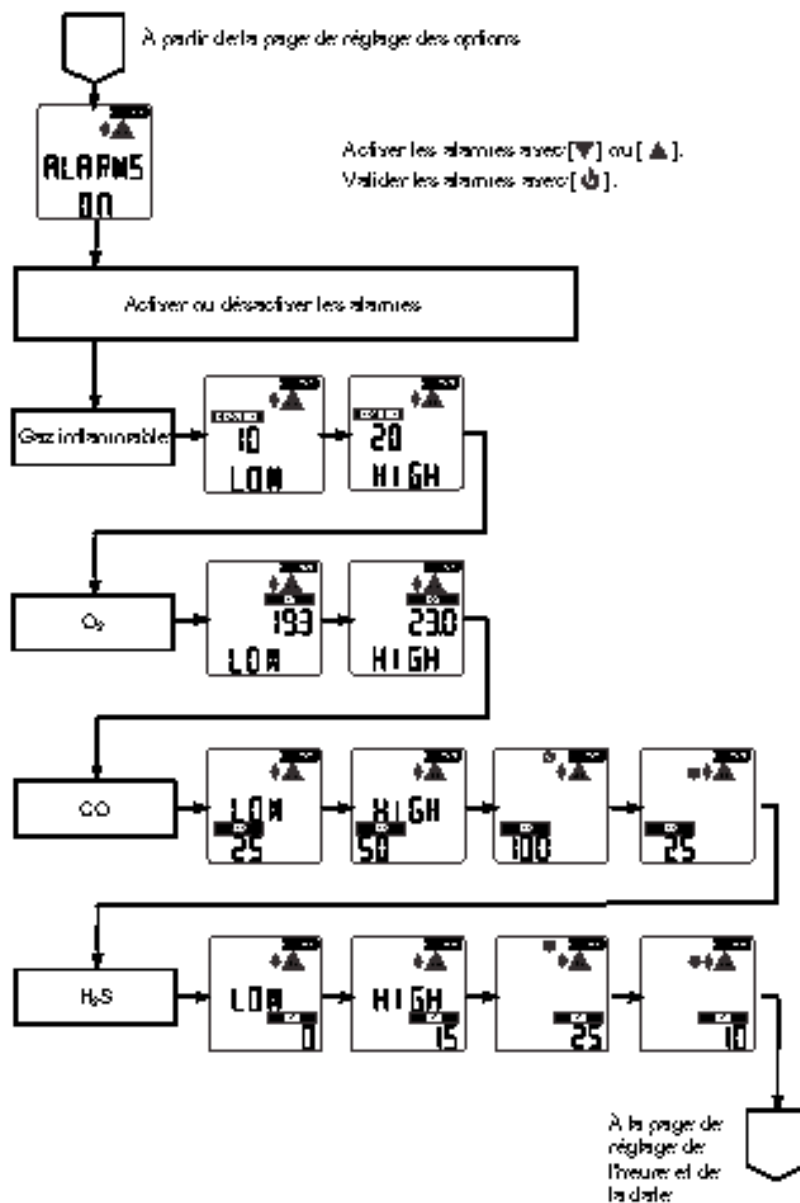 À partir de la page de réglage des options
ALARMS
ON
Activer les alarmes avec [▼] ou [▲].
Valider les alarmes avec [⏻].
Activer ou désactiver les alarmes
Gaz inflammable
10
LOW
20
HIGH
O₂
19.3
LOW
23.0
HIGH
CO
LOW
25
HIGH
50
100
25
H₂S
LOW
0
HIGH
15
25
10
À la page de
réglage de
l'heure et de
la date